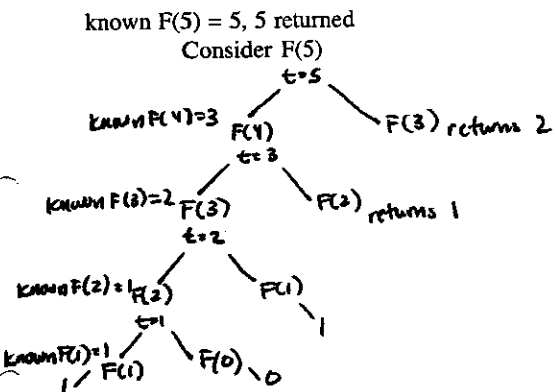 known F(5) = 5, 5 returned
Consider F(5)
t=5
known F(4)=3 F(4) F(3) returns 2
t=3
known F(3)=2 F(3) F(2) returns 1
t=2
known F(2)=1 F(2) F(1)
t=1 1
known F(1)=1 F(1) F(0) 0
1